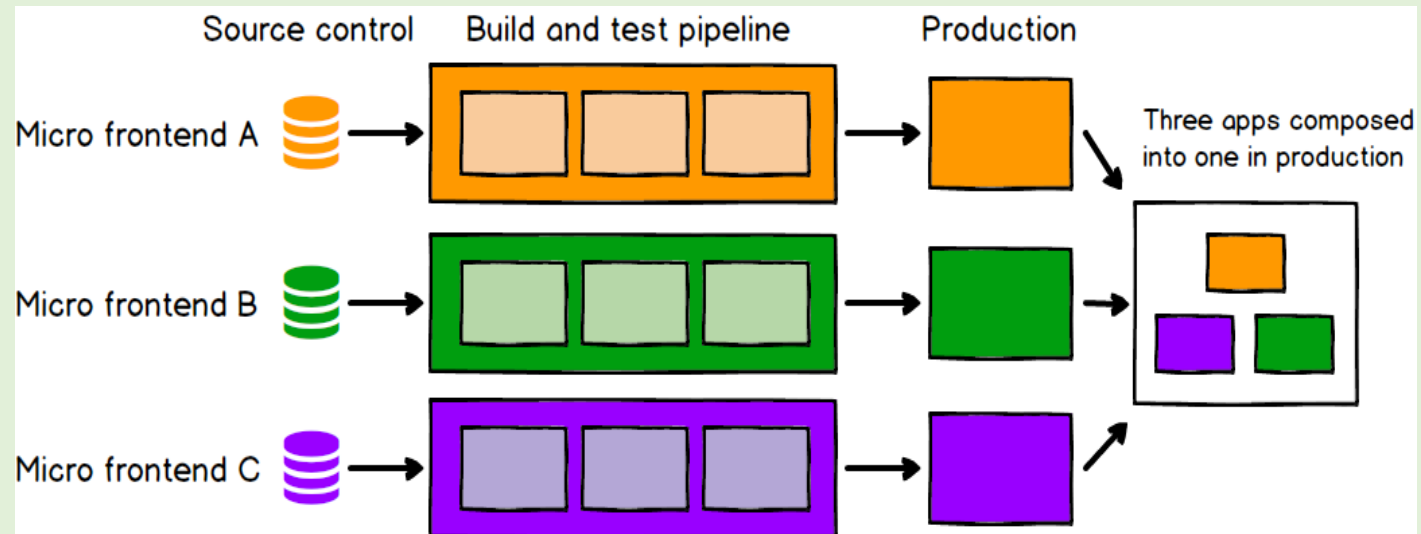 Source control
Build and test pipeline
Production
Micro frontend A
Three apps composed
into one in production
Micro frontend B
Micro frontend C